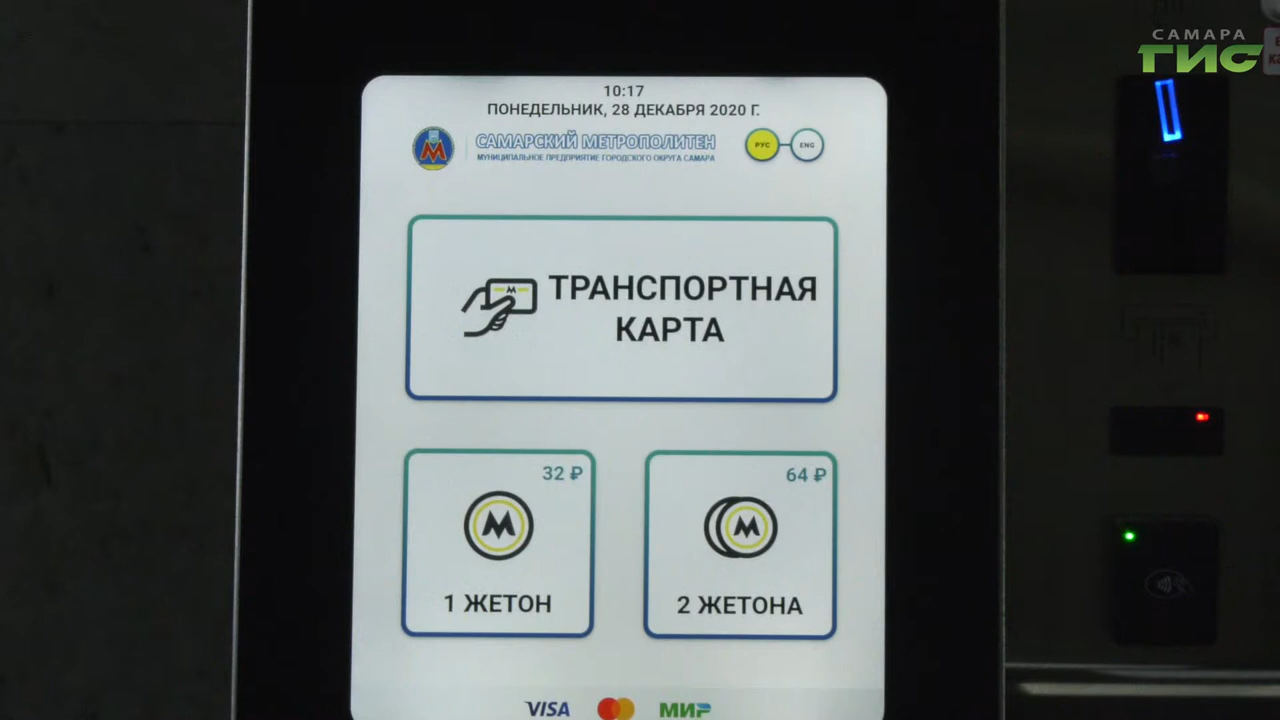 САМАРА
ГИС
10:17
ПОНЕДЕЛЬНИК, 28 ДЕКАБРЯ 2020 Г.
САМАРСКИЙ МЕТРОПОЛИТЕН
МУНИЦИПАЛЬНОЕ ПРЕДПРИЯТИЕ ГОРОДСКОГО ОКРУГА САМАРА
РУС
ENG
ТРАНСПОРТНАЯ
КАРТА
32 ₽
М
1 ЖЕТОН
64 ₽
М
2 ЖЕТОНА
VISA
МИР